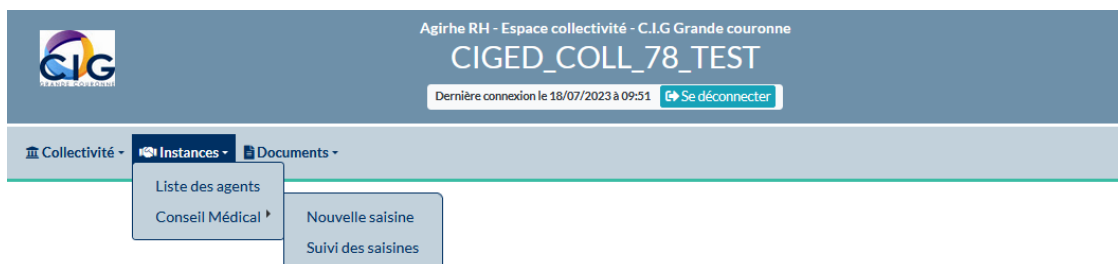 Agirhe RH - Espace collectivité - C.I.G Grande couronne
CIG
GRANDE COURONNE
CIGED_COLL_78_TEST
Dernière connexion le 18/07/2023 à 09:51 Se déconnecter
Collectivité Instances Documents
Liste des agents
Conseil Médical
Nouvelle saisine
Suivi des saisines